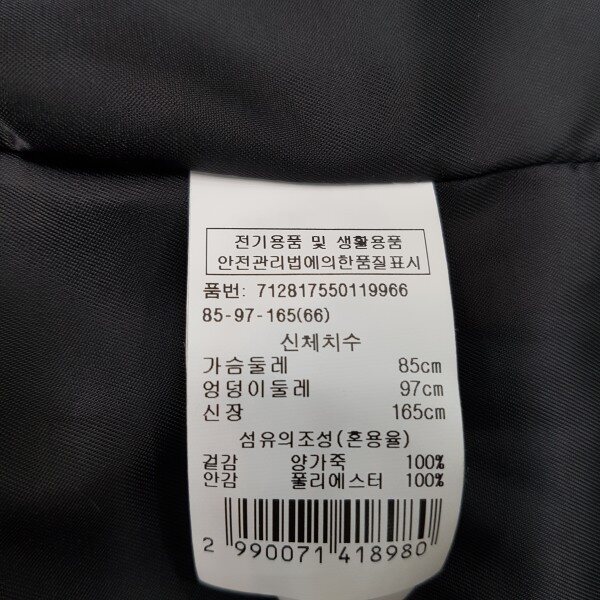 전기용품 및 생활용품
안전관리법에의한품질표시
품번: 712817550119966
85-97-165(66)
신체치수
가슴둘레 85cm
엉덩이둘레 97cm
신장 165cm
섬유의조성(혼용율)
겉감 양가죽 100%
안감 폴리에스터 100%
2 990071 418980